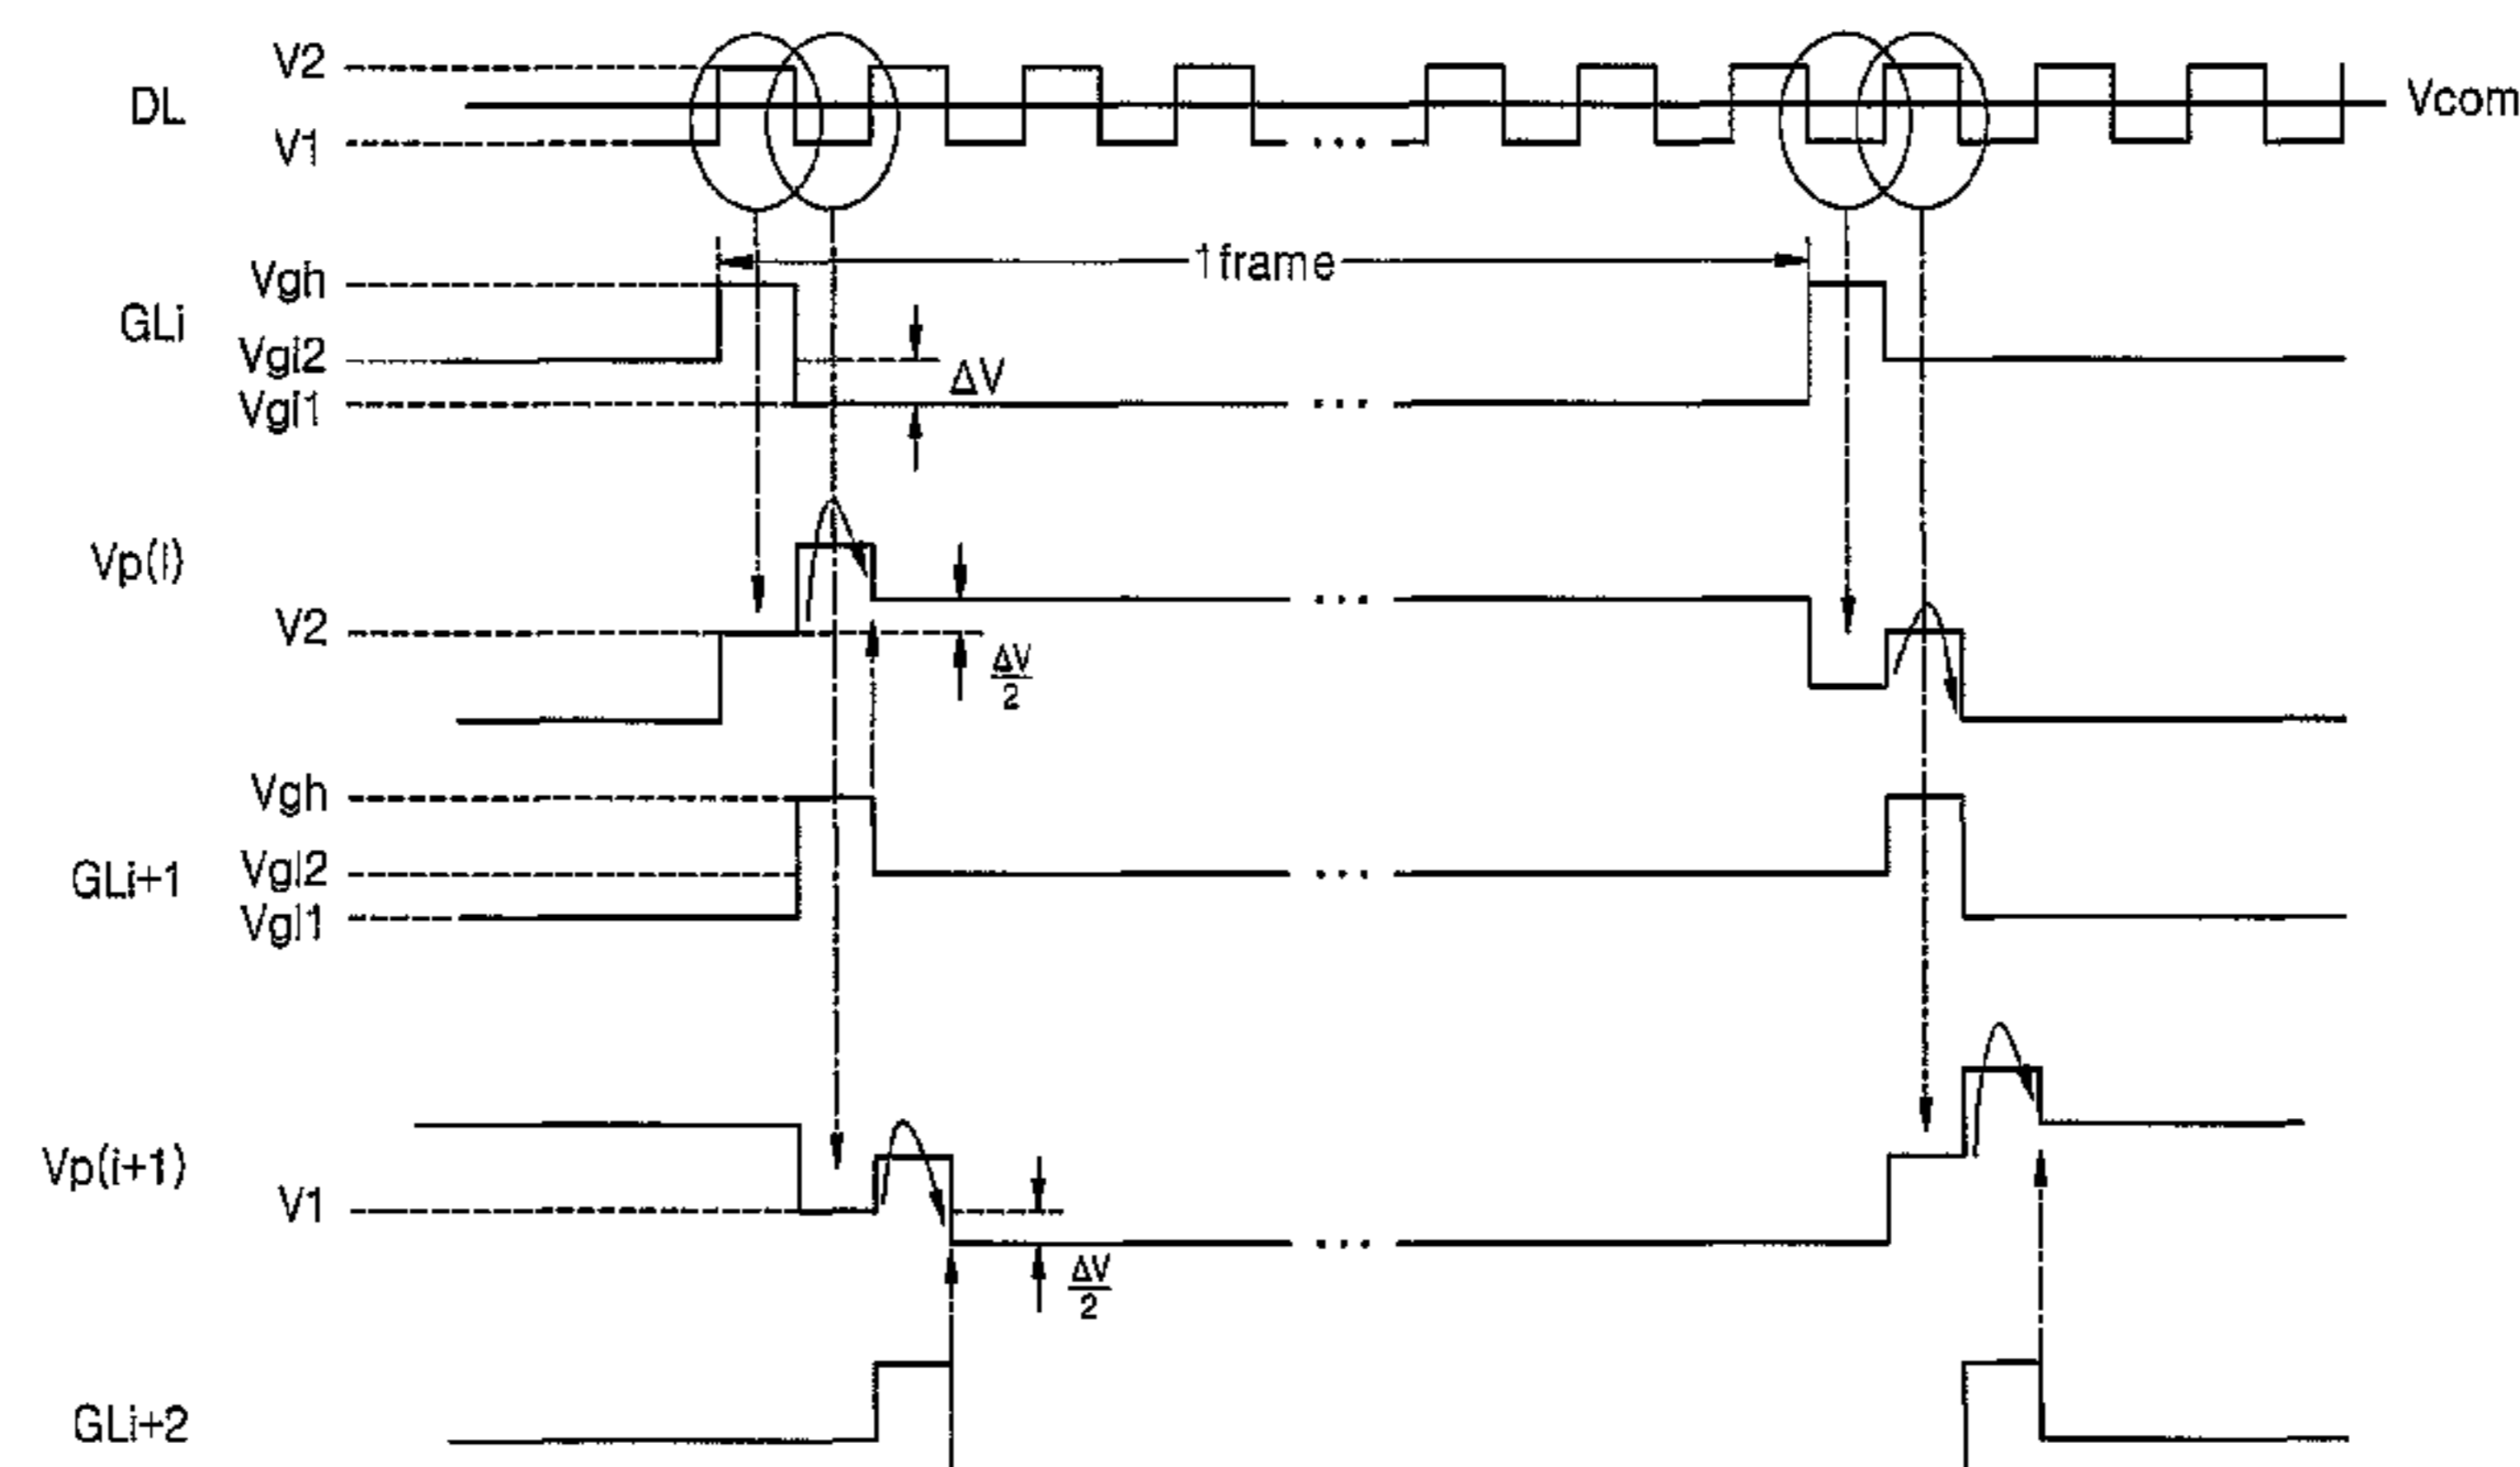 V2
DL
V1
Vcom
1 frame
Vgh
GLi
Vgl2
Vgl1
ΔV
Vp(i)
V2
ΔV/2
Vgh
Vgl2
GLi+1
Vgl1
Vp(i+1)
V1
ΔV/2
GLi+2